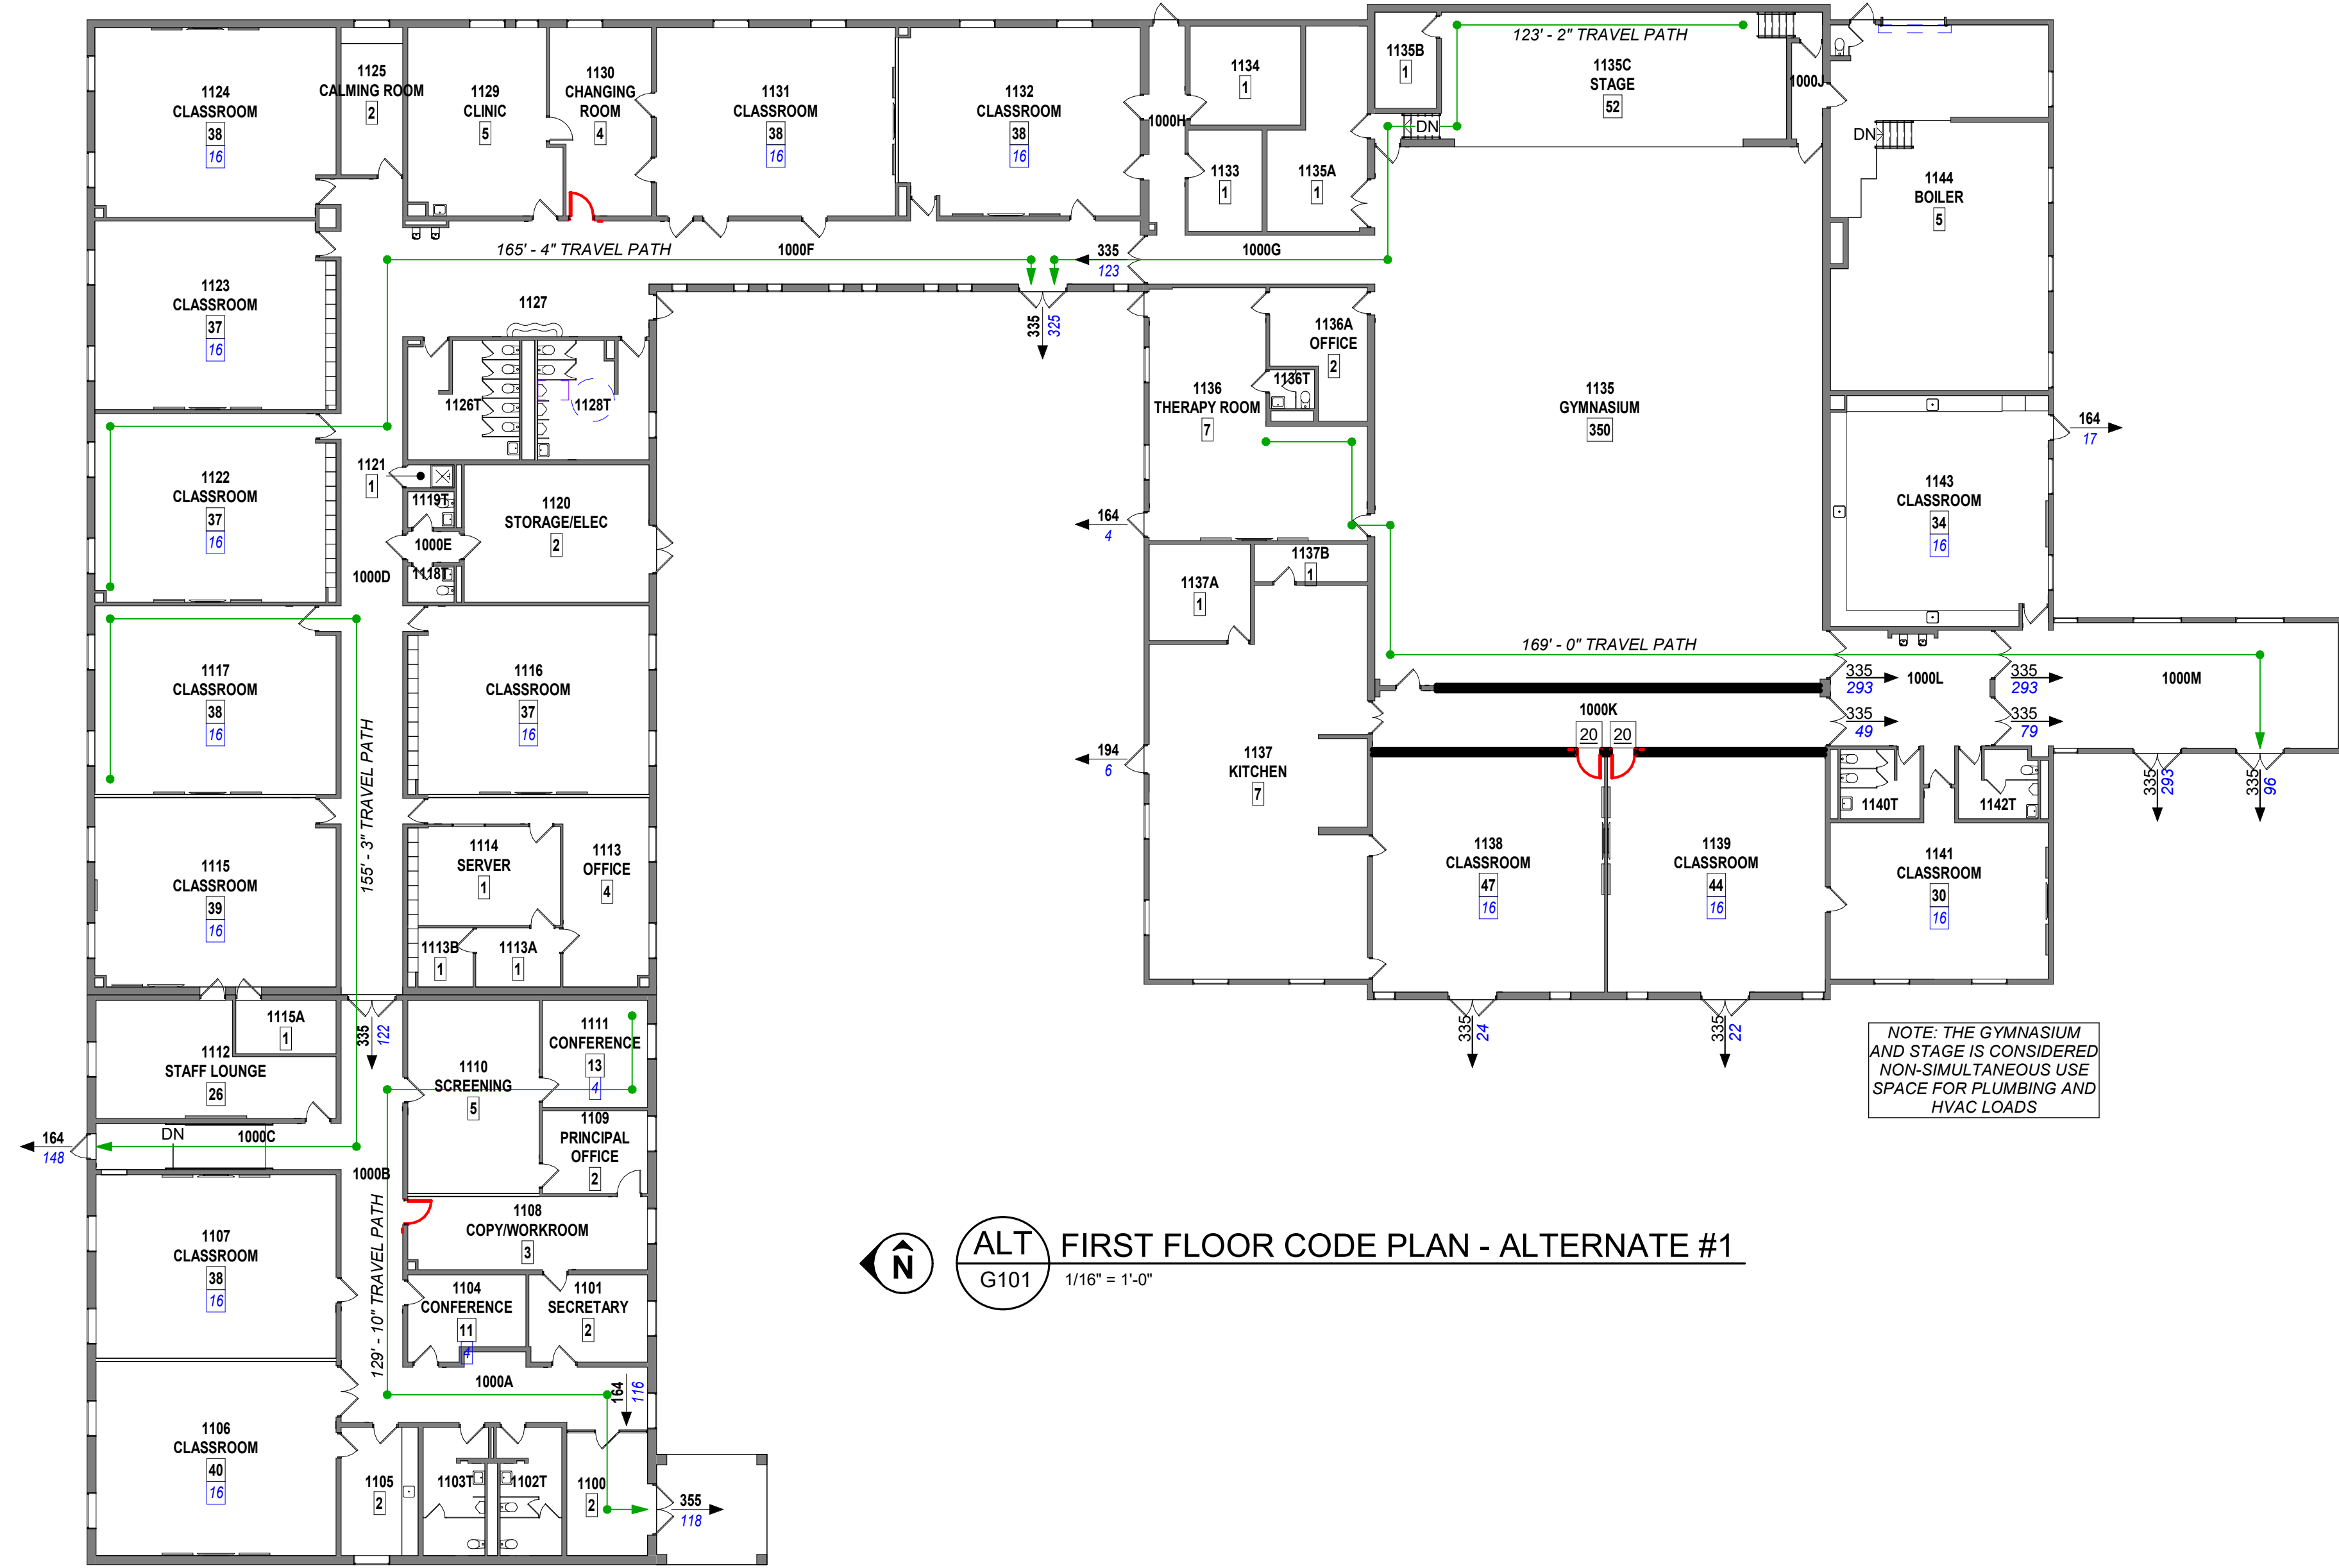 1124
CLASSROOM
38
16
1125
CALMING ROOM
2
1129
CLINIC
5
1130
CHANGING
ROOM
4
1131
CLASSROOM
38
16
1132
CLASSROOM
38
16
1000H
1134
1
1133
1
1135A
1
1135B
1
123' - 2" TRAVEL PATH
1135C
STAGE
52
DN
1000J
DN
1144
BOILER
5
165' - 4" TRAVEL PATH
1000F
335
123
1000G
1123
CLASSROOM
37
16
1127
335
325
1126T
1128T
1136A
OFFICE
2
1136T
1136
THERAPY ROOM
7
1135
GYMNASIUM
350
164
17
1122
CLASSROOM
37
16
1121
1
1119T
1120
STORAGE/ELEC
2
1000E
1118T
1000D
164
4
1143
CLASSROOM
34
16
1137A
1
1137B
1
169' - 0" TRAVEL PATH
1117
CLASSROOM
38
16
1116
CLASSROOM
37
16
335
293
1000L
335
293
1000M
335
49
335
79
1000K
20
20
194
6
1137
KITCHEN
7
335
293
335
96
155' - 3" TRAVEL PATH
1140T
1142T
1115
CLASSROOM
39
16
1114
SERVER
1
1113
OFFICE
4
1113B
1
1113A
1
1138
CLASSROOM
47
16
1139
CLASSROOM
44
16
1141
CLASSROOM
30
16
1115A
1
335
122
1112
STAFF LOUNGE
26
1110
SCREENING
5
1111
CONFERENCE
13
4
335
24
335
22
NOTE: THE GYMNASIUM
AND STAGE IS CONSIDERED
NON-SIMULTANEOUS USE
SPACE FOR PLUMBING AND
HVAC LOADS
164
148
DN
1000C
1109
PRINCIPAL
OFFICE
2
1000B
1107
CLASSROOM
38
16
129' - 10" TRAVEL PATH
1108
COPY/WORKROOM
3
1104
CONFERENCE
11
4
1101
SECRETARY
2
1000A
164
116
1106
CLASSROOM
40
16
1105
2
1103T
1102T
1100
2
355
118
N
ALT
G101
FIRST FLOOR CODE PLAN - ALTERNATE #1
1/16" = 1'-0"